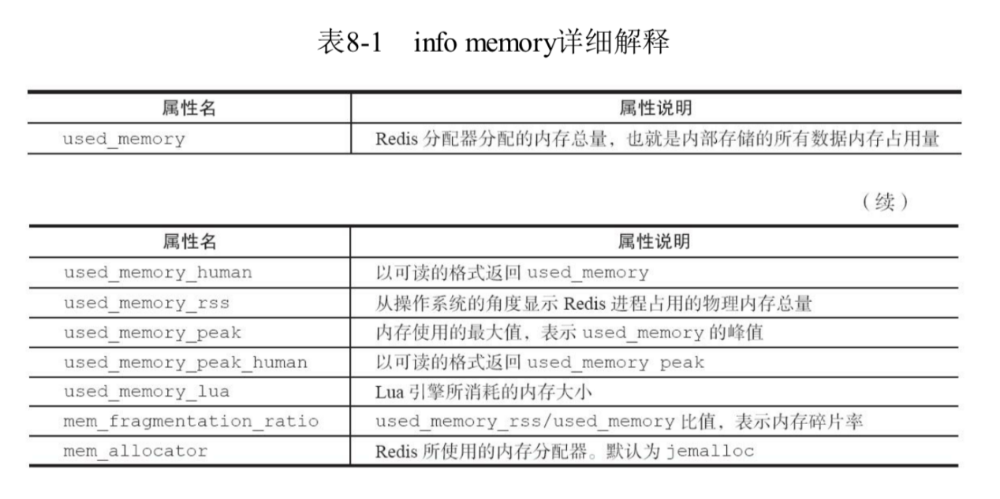 表8-1 info memory详细解释
属性名 属性说明
used_memory Redis 分配器分配的内存总量，也就是内部存储的所有数据内存占用量
（续）
属性名 属性说明
used_memory_human 以可读的格式返回 used_memory
used_memory_rss 从操作系统的角度显示 Redis 进程占用的物理内存总量
used_memory_peak 内存使用的最大值，表示 used_memory 的峰值
used_memory_peak_human 以可读的格式返回 used_memory peak
used_memory_lua Lua 引擎所消耗的内存大小
mem_fragmentation_ratio used_memory_rss/used_memory 比值，表示内存碎片率
mem_allocator Redis 所使用的内存分配器。默认为 jemalloc